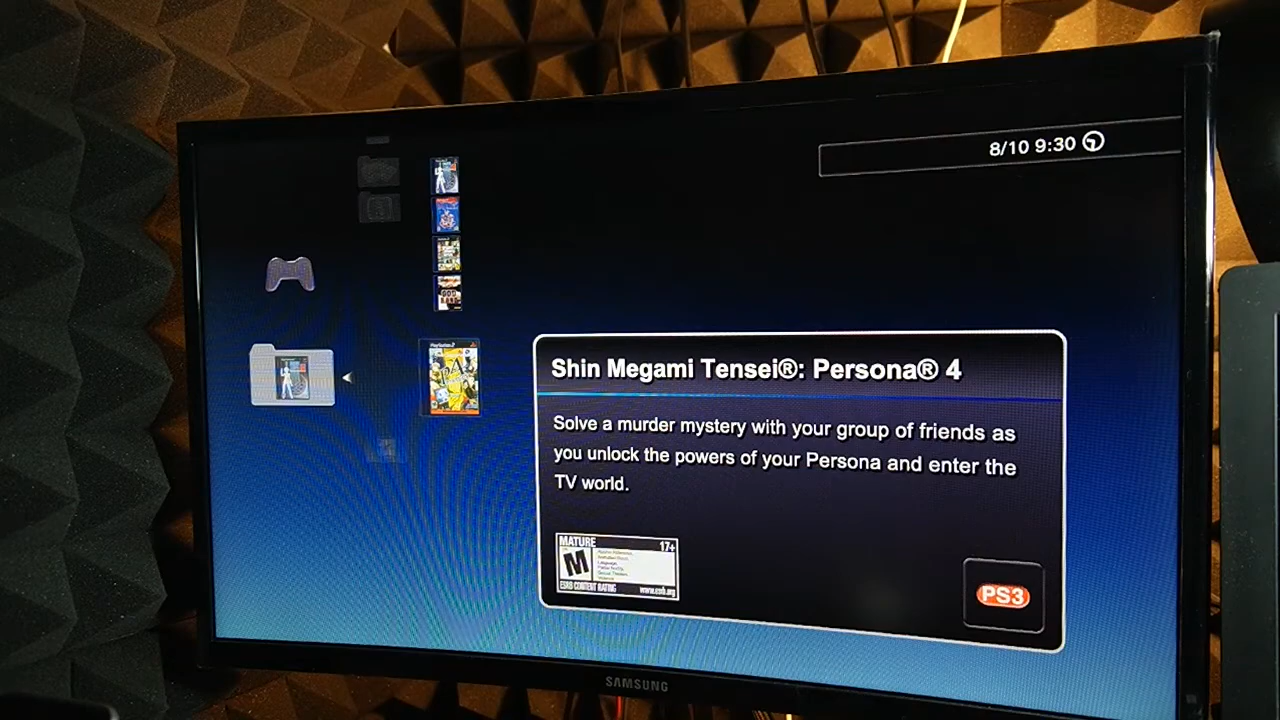 8/10 9:30
Shin Megami Tensei®: Persona® 4
Solve a murder mystery with your group of friends as
you unlock the powers of your Persona and enter the
TV world.
MATURE 17+
M
ESRB CONTENT RATING www.esrb.org
PS3
SAMSUNG